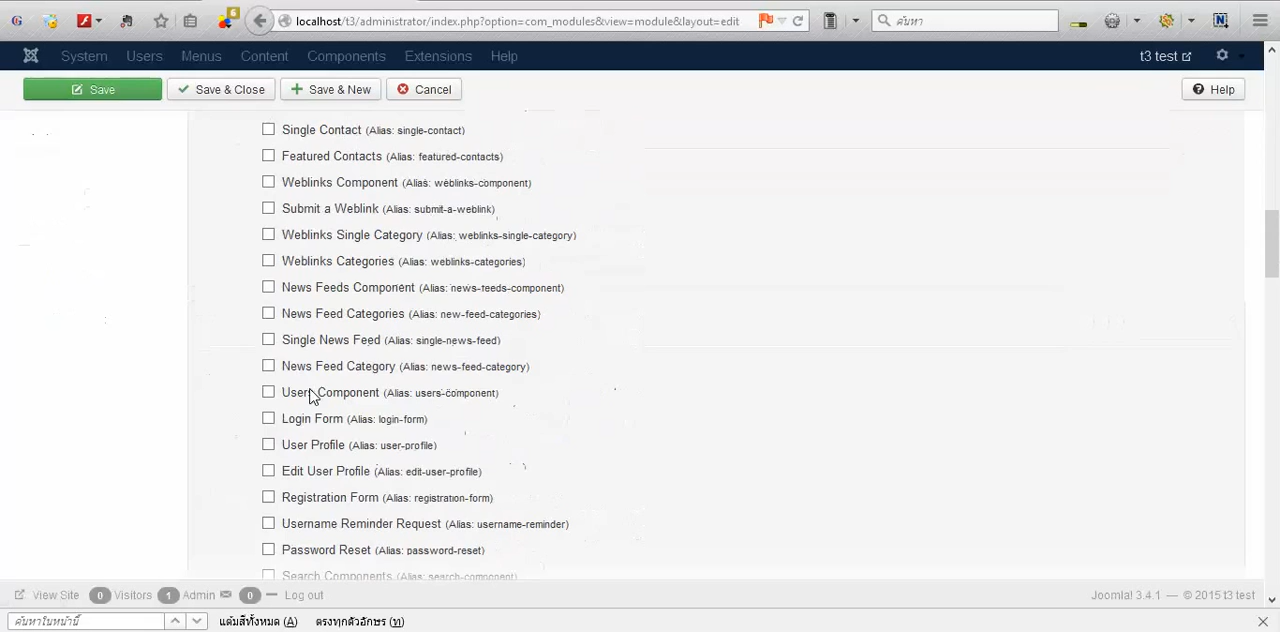 6
localhost/t3/administrator/index.php?option=com_modules&view=module&layout=edit
ค้นหา
System Users Menus Content Components Extensions Help
t3 test
Save
Save & Close
Save & New
Cancel
Help
Single Contact (Alias: single-contact)
Featured Contacts (Alias: featured-contacts)
Weblinks Component (Alias: weblinks-component)
Submit a Weblink (Alias: submit-a-weblink)
Weblinks Single Category (Alias: weblinks-single-category)
Weblinks Categories (Alias: weblinks-categories)
News Feeds Component (Alias: news-feeds-component)
News Feed Categories (Alias: new-feed-categories)
Single News Feed (Alias: single-news-feed)
News Feed Category (Alias: news-feed-category)
Users Component (Alias: users-component)
Login Form (Alias: login-form)
User Profile (Alias: user-profile)
Edit User Profile (Alias: edit-user-profile)
Registration Form (Alias: registration-form)
Username Reminder Request (Alias: username-reminder)
Password Reset (Alias: password-reset)
Search Components (Alias: search-component)
View Site 0 Visitors 1 Admin 0 Log out
Joomla! 3.4.1 — © 2015 t3 test
ค้นหาในหน้านี้
แต้มสีทั้งหมด (A)
ตรงทุกตัวอักษร (ท)